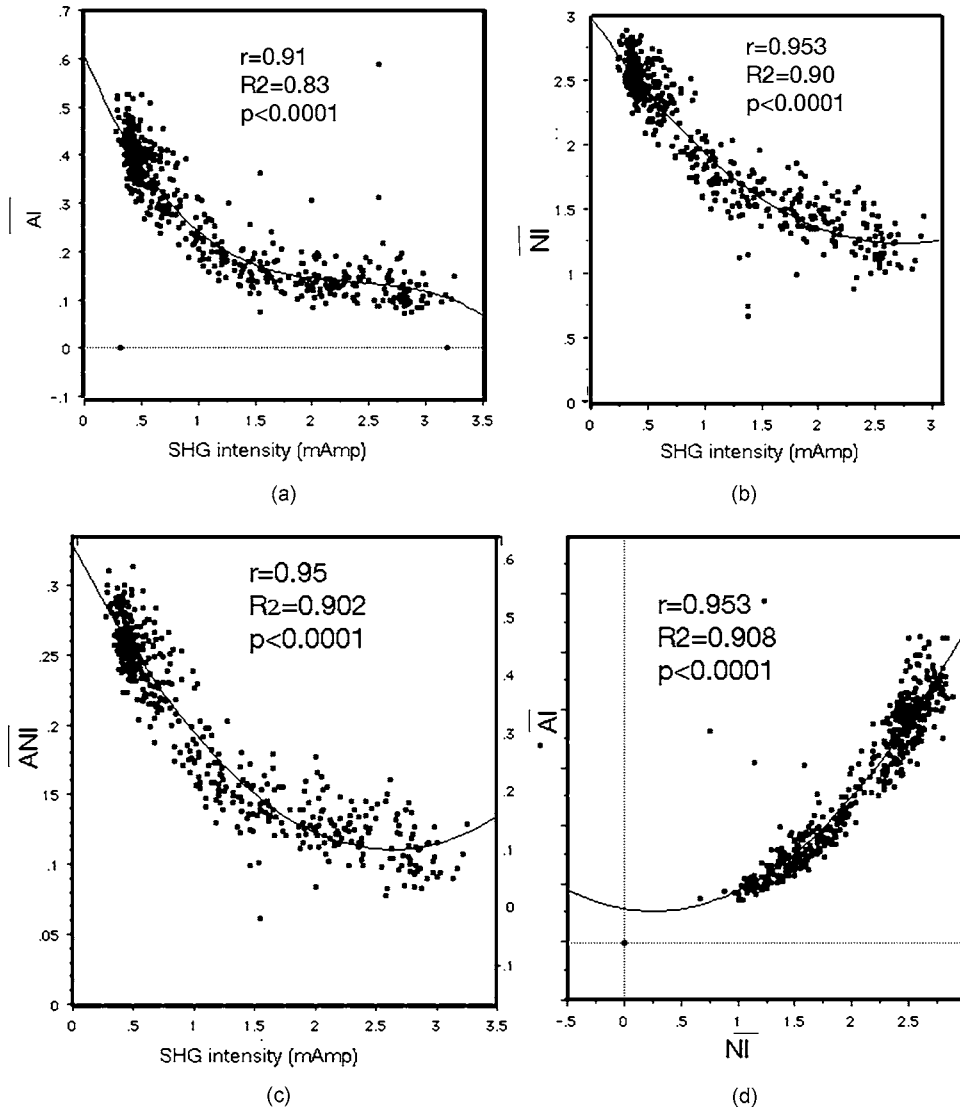 .7
.6
.5
.4
.3
.2
.1
0
-.1
AI
r=0.91
R2=0.83
p<0.0001
0 .5 1 1.5 2 2.5 3 3.5
SHG intensity (mAmp)
(a)
3
2.5
2
1.5
1
.5
0
NI
r=0.953
R2=0.90
p<0.0001
0 .5 1 1.5 2 2.5 3
SHG intensity (mAmp)
(b)
.3
.25
.2
.15
.1
.05
0
ANI
r=0.95
R2=0.902
p<0.0001
0 .5 1 1.5 2 2.5 3 3.5
SHG intensity (mAmp)
(c)
.6
.5
.4
.3
.2
.1
0
.1
AI
r=0.953
R2=0.908
p<0.0001
-.5 0 .5 1 1.5 2 2.5
NI
(d)